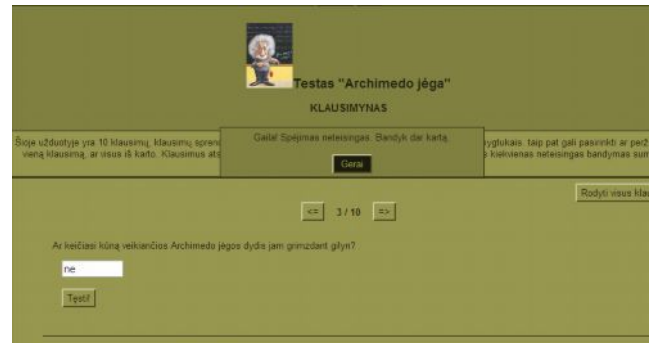 Testas "Archimedo jėga"
KLAUSIMYNAS
Šioje užduotyje yra 10 klausimų, klausimų spren
vieną klausimą, ar visus iš karto. Klausimus ats
Gaila! Spėjimas neteisingas. Bandyk dar kartą.
Gerai
ygtukais. taip pat gali pasirinkti ar perž
s kiekvienas neteisingas bandymas sum
Rodyti visus klau
<= 3 / 10 =>
Ar keičiasi kūną veikiančios Archimedo jėgos dydis jam grimzdant gilyn?
ne
Tęsti!